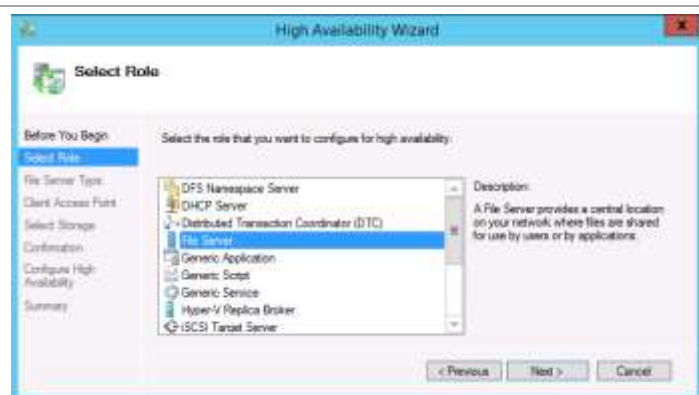 High Availability Wizard
Select Role
Before You Begin
Select Role
File Server Type
Client Access Point
Select Storage
Confirmation
Configure High
Availability
Summary
Select the role that you want to configure for high availability:
DFS Namespace Server
DHCP Server
Distributed Transaction Coordinator (DTC)
File Server
Generic Application
Generic Script
Generic Service
Hyper-V Replica Broker
iSCSI Target Server
Description:
A File Server provides a central location
on your network where files are shared
for use by users or by applications.
< Previous
Next >
Cancel